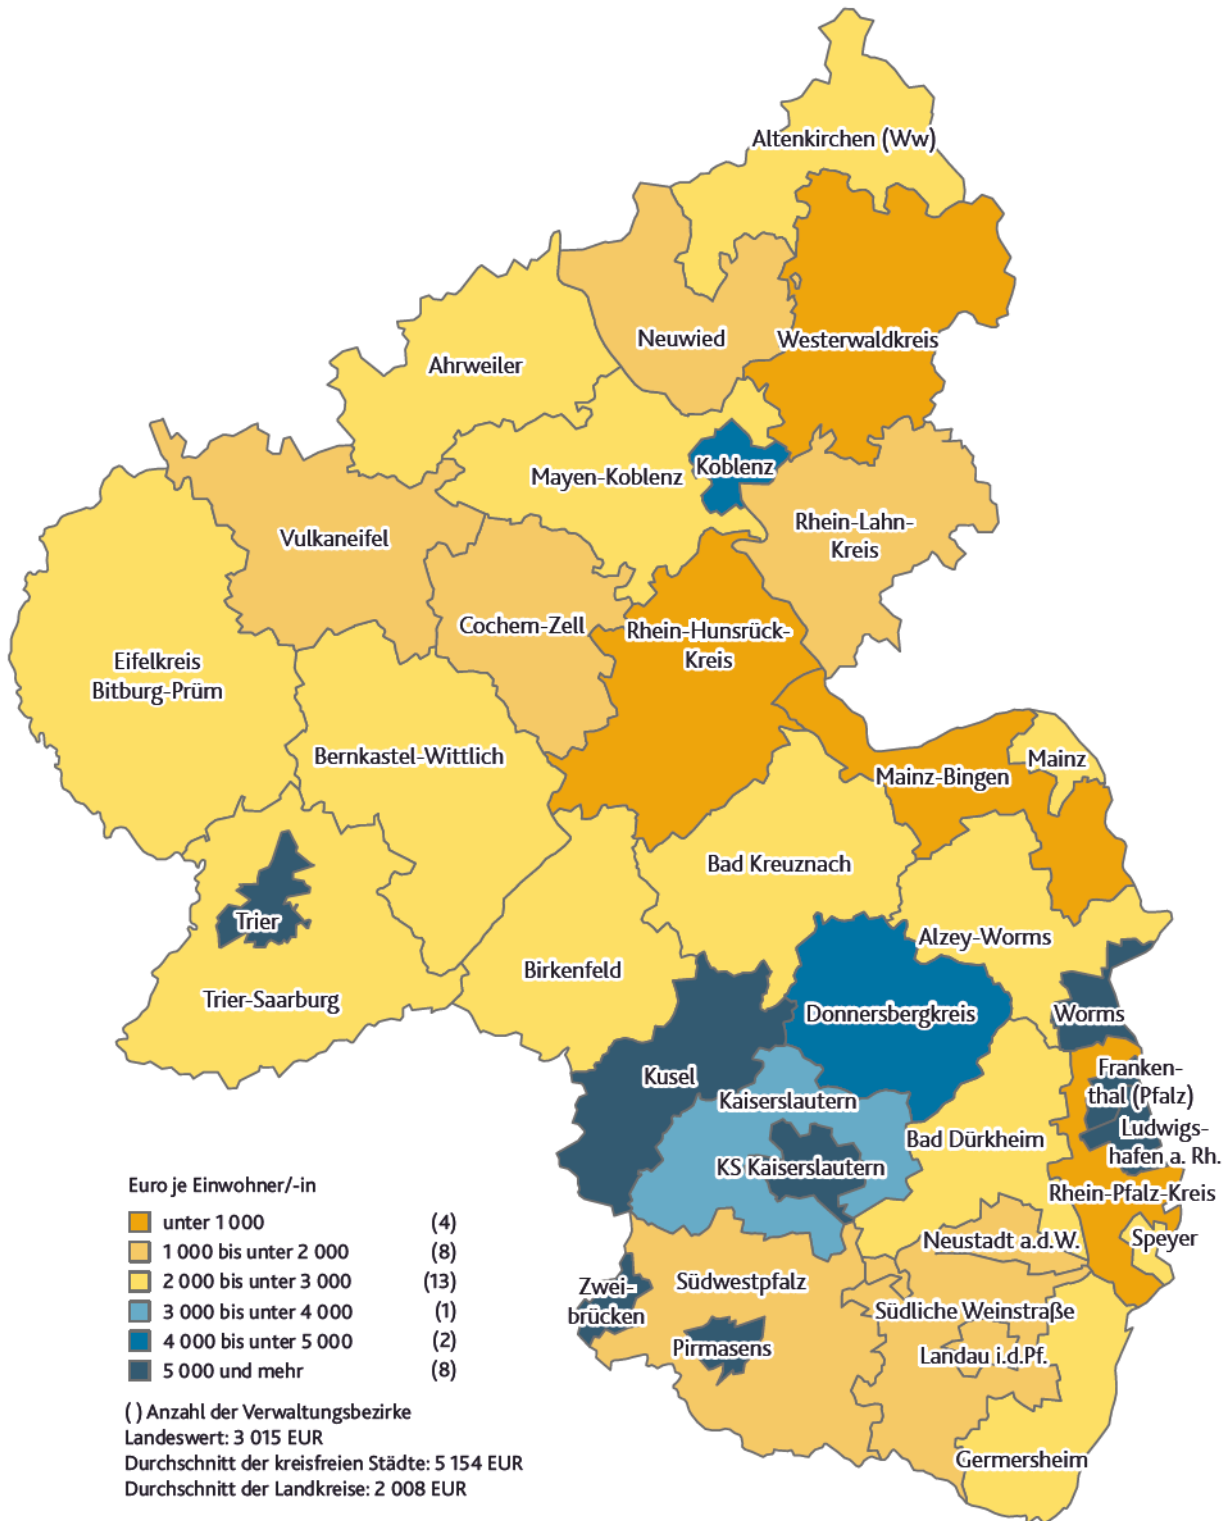 Altenkirchen (Ww)
Neuwied
Westerwaldkreis
Ahrweiler
Koblenz
Mayen-Koblenz
Rhein-Lahn-
Kreis
Vulkaneifel
Cochem-Zell
Rhein-Hunsrück-
Kreis
Eifelkreis
Bitburg-Prüm
Bernkastel-Wittlich
Mainz
Mainz-Bingen
Bad Kreuznach
Trier
Alzey-Worms
Birkenfeld
Trier-Saarburg
Donnersbergkreis
Worms
Kusel
Franken-
thal (Pfalz)
Kaiserslautern
Ludwigs-
hafen a. Rh.
Bad Dürkheim
KS Kaiserslautern
Rhein-Pfalz-Kreis
Neustadt a.d.W.
Speyer
Südwestpfalz
Zwei-
brücken
Südliche Weinstraße
Pirmasens
Landau i.d.Pf.
Germersheim
Euro je Einwohner/-in
unter 1 000 (4)
1 000 bis unter 2 000 (8)
2 000 bis unter 3 000 (13)
3 000 bis unter 4 000 (1)
4 000 bis unter 5 000 (2)
5 000 und mehr (8)
( ) Anzahl der Verwaltungsbezirke
Landeswert: 3 015 EUR
Durchschnitt der kreisfreien Städte: 5 154 EUR
Durchschnitt der Landkreise: 2 008 EUR